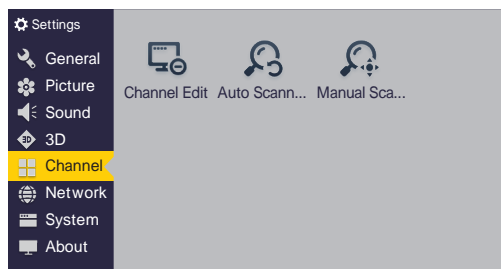 Settings
General
Picture
Sound
3D
Channel
Network
System
About
Channel Edit Auto Scann... Manual Sca...